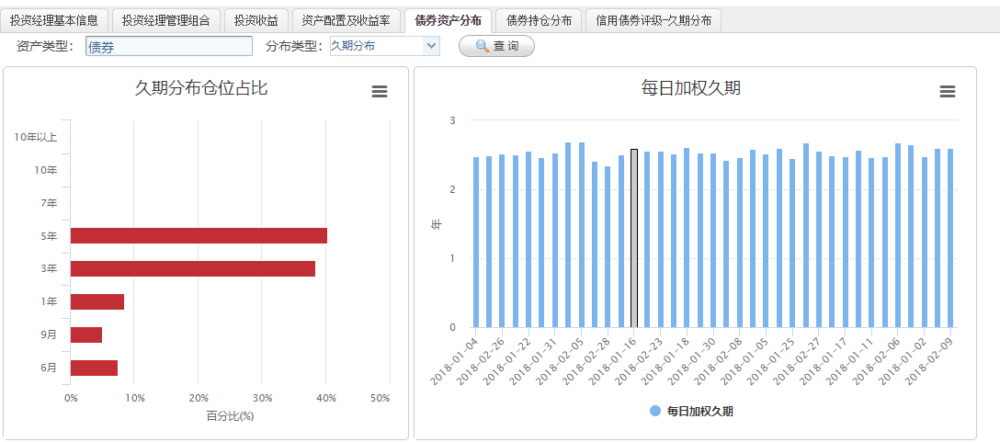 投资经理基本信息 投资经理管理组合 投资收益 资产配置及收益率 债券资产分布 债券持仓分布 信用债券评级-久期分布
资产类型： 债券 分布类型： 久期分布 查 询
久期分布仓位占比
10年以上
10年
7年
5年
3年
1年
9月
6月
0% 10% 20% 30% 40% 50%
百分比(%)
每日加权久期
3
2
1
0
年
2018-01-04
2018-02-26
2018-01-22
2018-01-31
2018-02-05
2018-02-28
2018-01-16
2018-02-23
2018-01-18
2018-01-30
2018-02-08
2018-01-05
2018-01-25
2018-02-27
2018-01-17
2018-01-11
2018-02-06
2018-01-02
2018-02-09
每日加权久期